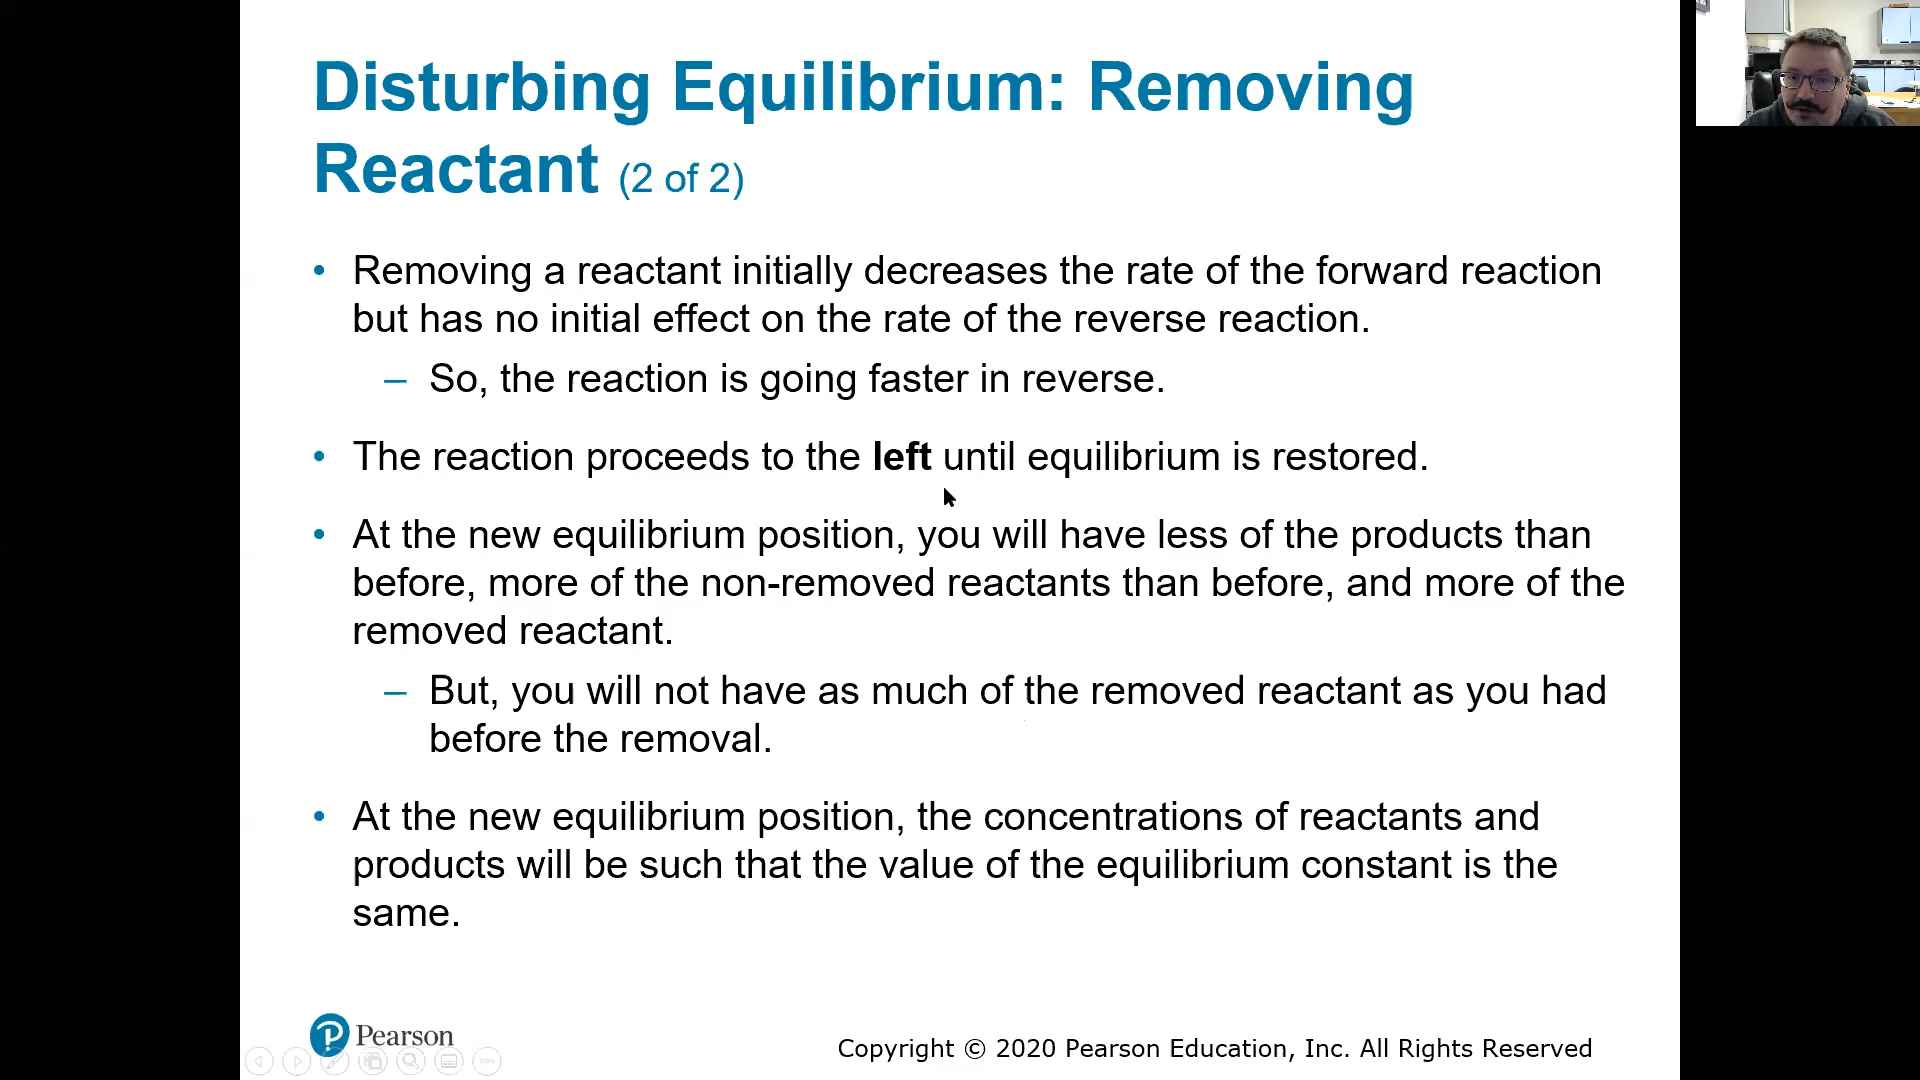 Disturbing Equilibrium: Removing
Reactant (2 of 2)
• Removing a reactant initially decreases the rate of the forward reaction
but has no initial effect on the rate of the reverse reaction.
– So, the reaction is going faster in reverse.
• The reaction proceeds to the left until equilibrium is restored.
• At the new equilibrium position, you will have less of the products than
before, more of the non-removed reactants than before, and more of the
removed reactant.
– But, you will not have as much of the removed reactant as you had
before the removal.
• At the new equilibrium position, the concentrations of reactants and
products will be such that the value of the equilibrium constant is the
same.
Pearson
Copyright © 2020 Pearson Education, Inc. All Rights Reserved